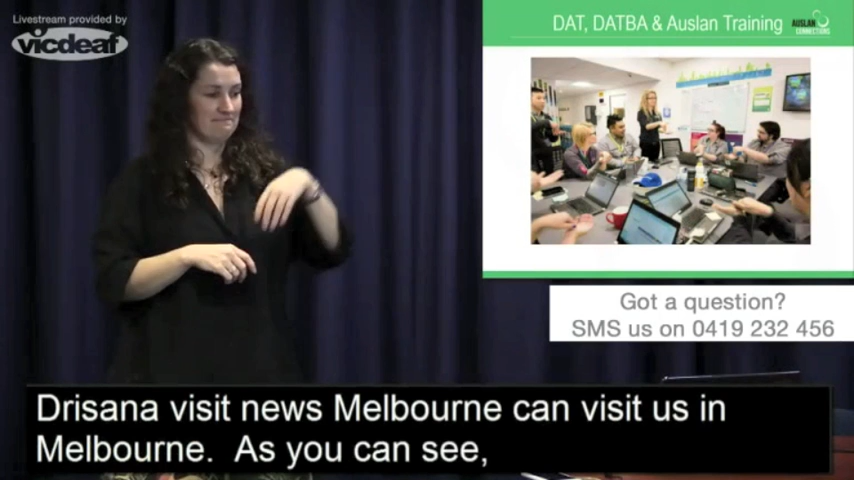 Livestream provided by
vicdeaf
DAT, DATBA & Auslan Training
AUSLAN
CONNECTIONS
Got a question?
SMS us on 0419 232 456
Drisana visit news Melbourne can visit us in
Melbourne. As you can see,